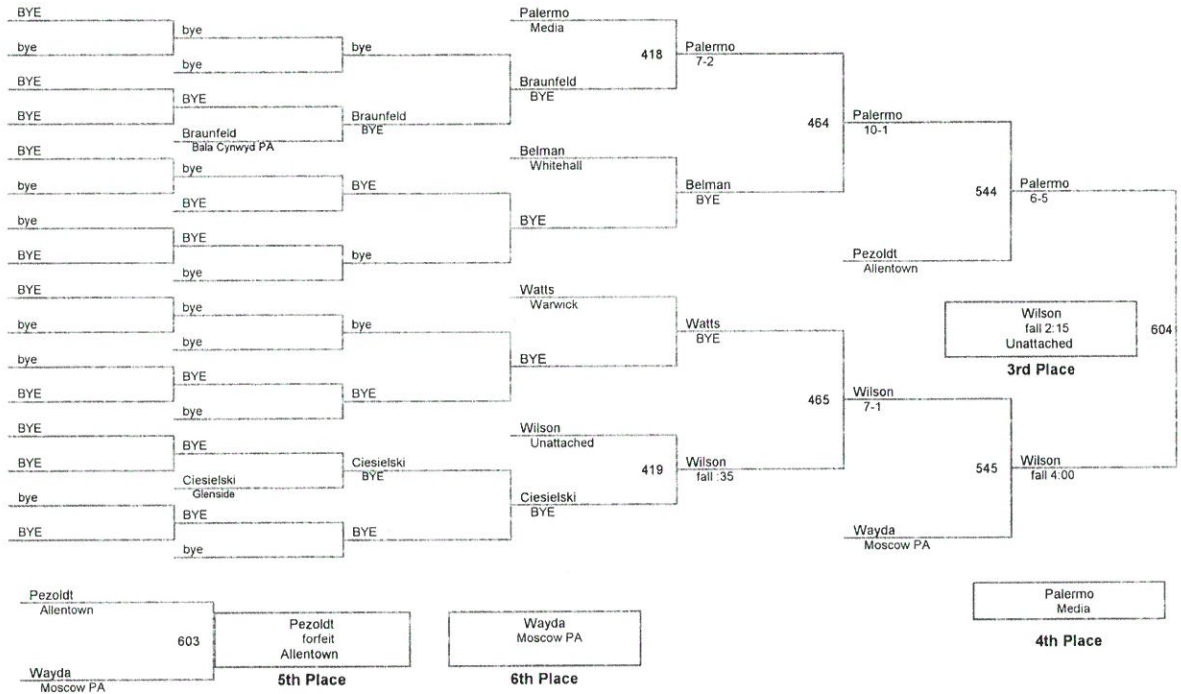 BYE
bye
BYE
BYE
BYE
bye
bye
BYE
BYE
bye
bye
BYE
BYE
BYE
bye
BYE
bye
bye
BYE
Braunfeld
Bala Cynwyd PA
bye
BYE
BYE
bye
bye
bye
BYE
bye
BYE
Ciesielski
Glenside
BYE
bye
bye
Braunfeld
BYE
BYE
bye
bye
BYE
Ciesielski
BYE
BYE
Palermo
Media
Braunfeld
BYE
Belman
Whitehall
BYE
Watts
Warwick
BYE
Wilson
Unattached
Ciesielski
BYE
418
Palermo
7-2
Belman
BYE
Watts
BYE
419
Wilson
fall :35
464
Palermo
10-1
Pezoldt
Allentown
465
Wilson
7-1
Wayda
Moscow PA
544
Palermo
6-5
545
Wilson
fall 4:00
Wilson
fall 2:15
Unattached
604
3rd Place
Palermo
Media
4th Place
Pezoldt
Allentown
603
Wayda
Moscow PA
Pezoldt
forfeit
Allentown
5th Place
Wayda
Moscow PA
6th Place